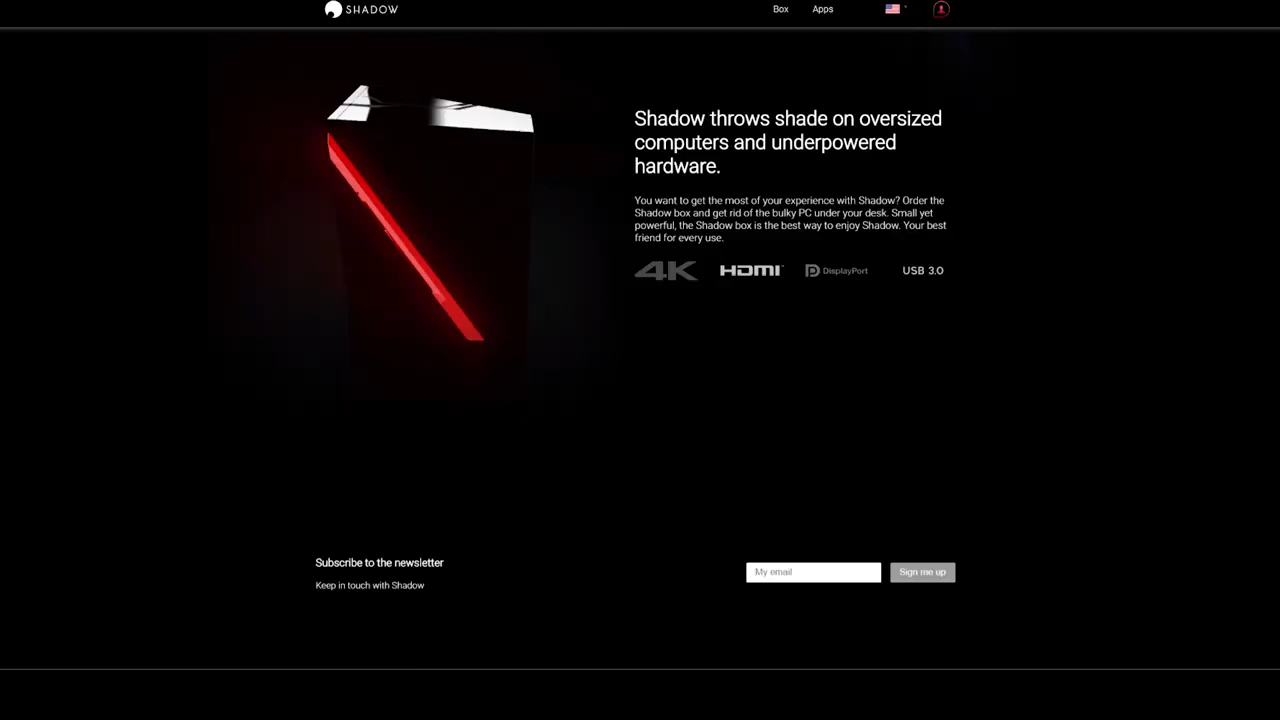 SHADOW
Box
Apps
Shadow throws shade on oversized
computers and underpowered
hardware.
You want to get the most of your experience with Shadow? Order the
Shadow box and get rid of the bulky PC under your desk. Small yet
powerful, the Shadow box is the best way to enjoy Shadow. Your best
friend for every use.
4K
HDMI
DisplayPort
USB 3.0
Subscribe to the newsletter
Keep in touch with Shadow
My email
Sign me up